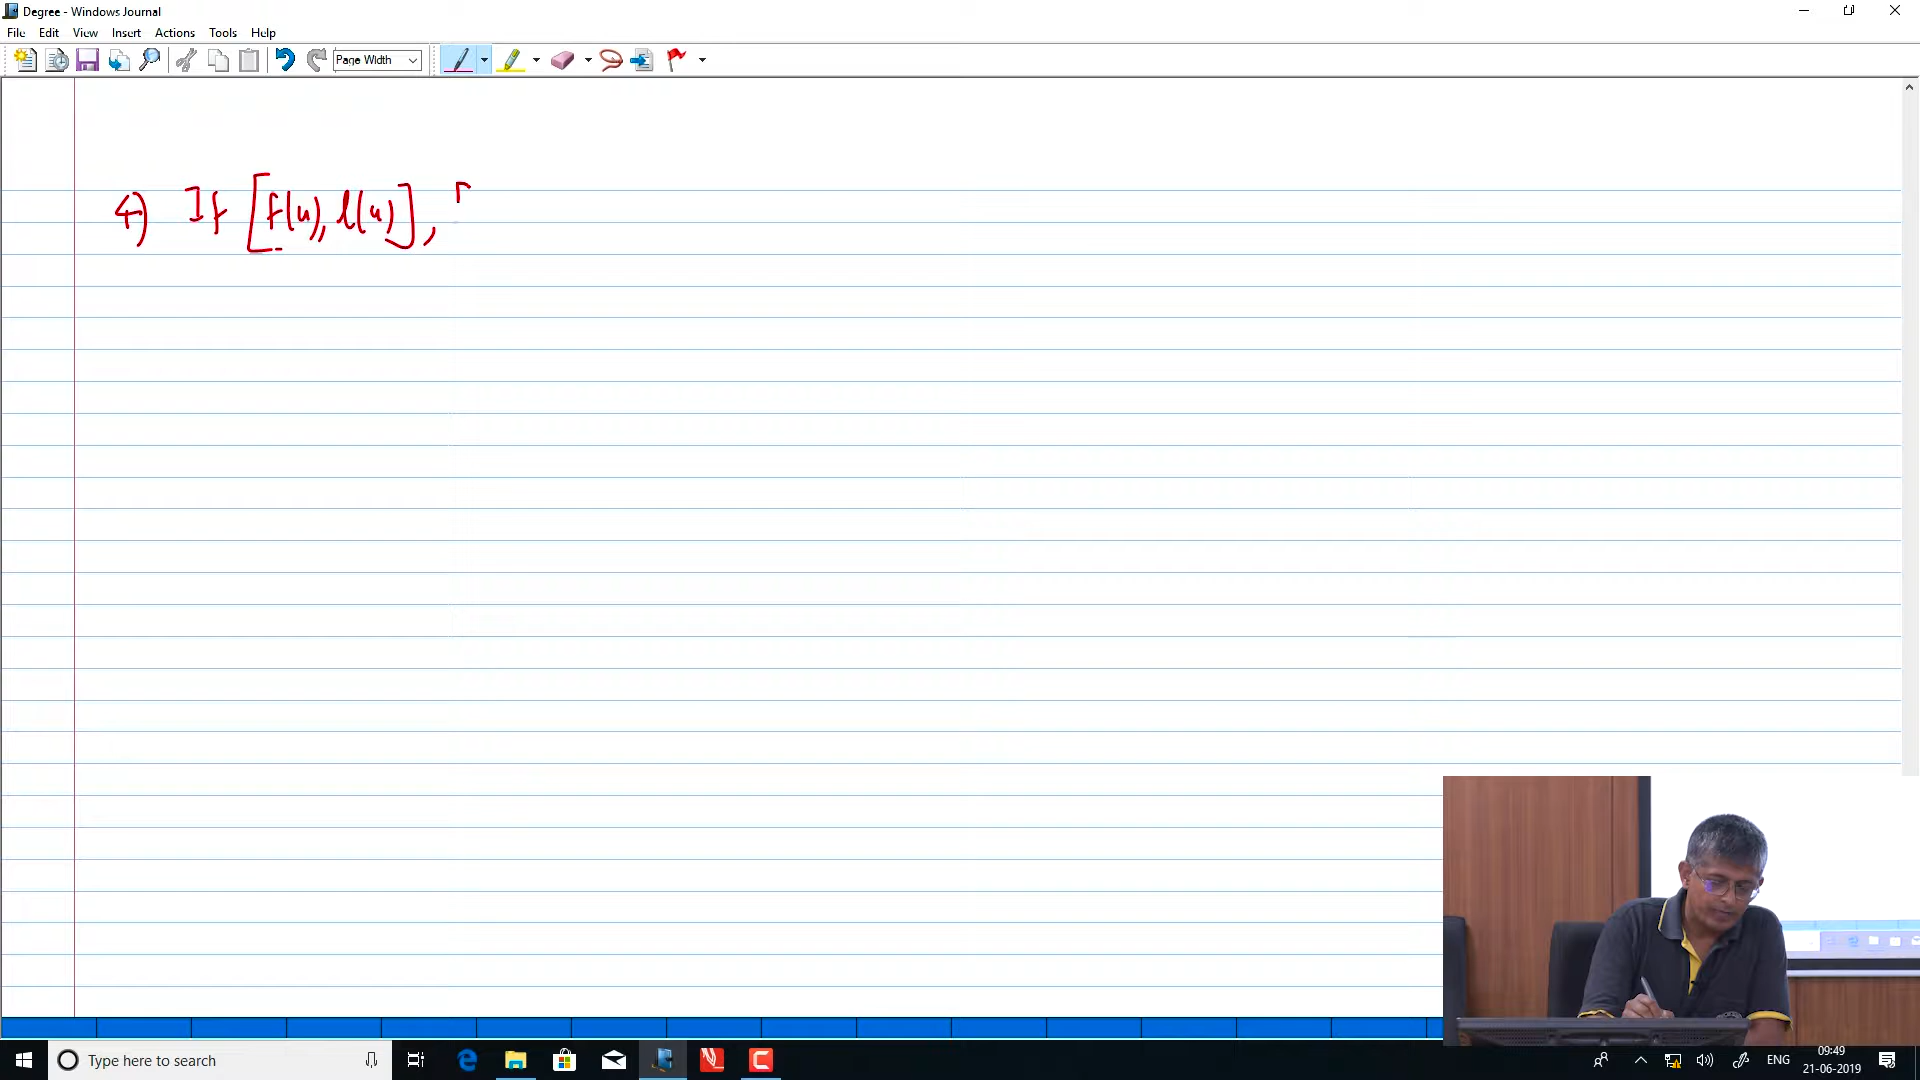 Degree - Windows Journal
File Edit View Insert Actions Tools Help
Page Width
4) If [f(u), l(u)], 
Type here to search
ENG
09:49
21-06-2019